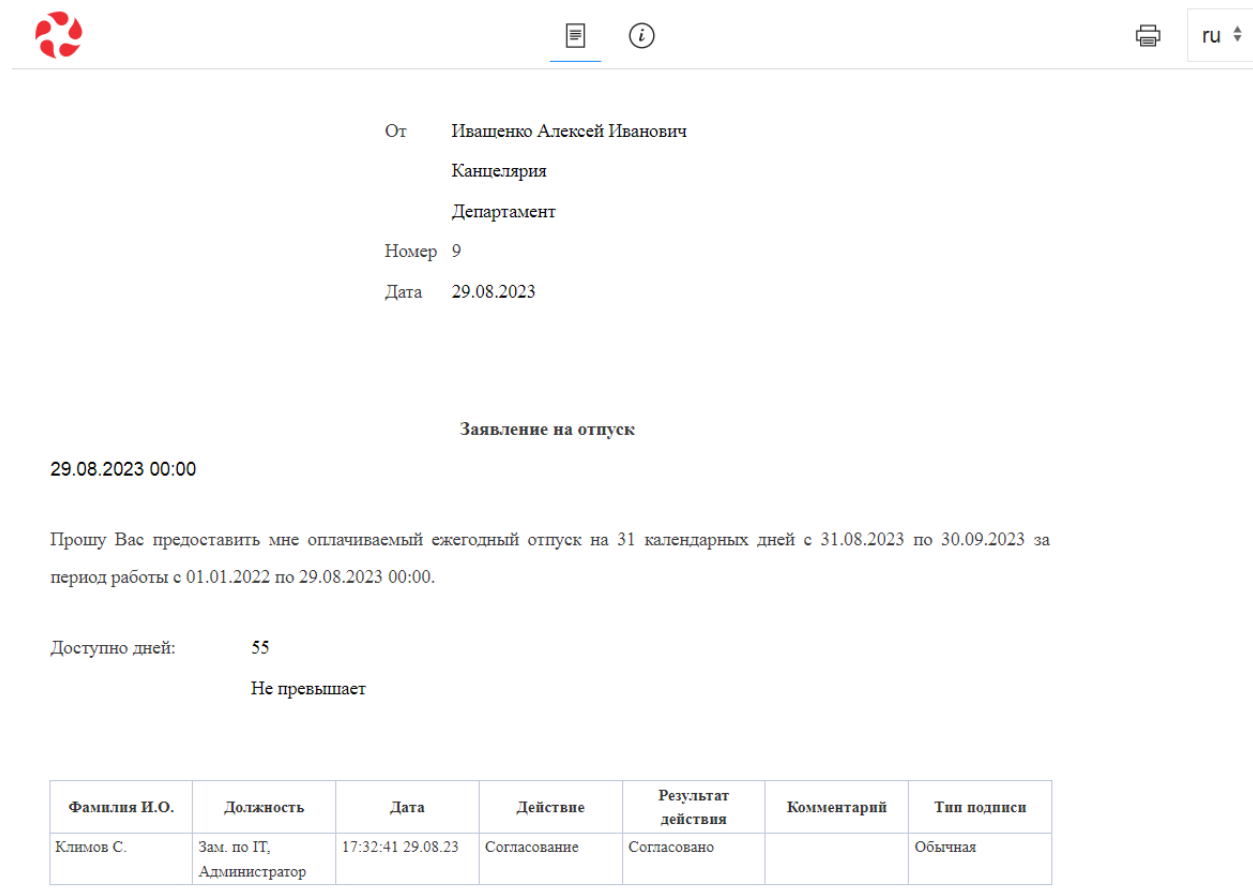 ru
От Иващенко Алексей Иванович
Канцелярия
Департамент
Номер 9
Дата 29.08.2023
Заявление на отпуск
29.08.2023 00:00
Прошу Вас предоставить мне оплачиваемый ежегодный отпуск на 31 календарных дней с 31.08.2023 по 30.09.2023 за
период работы с 01.01.2022 по 29.08.2023 00:00.
Доступно дней: 55
Не превышает
Фамилия И.О. Должность Дата Действие Результат действия Комментарий Тип подписи
Климов С. Зам. по IT, Администратор 17:32:41 29.08.23 Согласование Согласовано Обычная